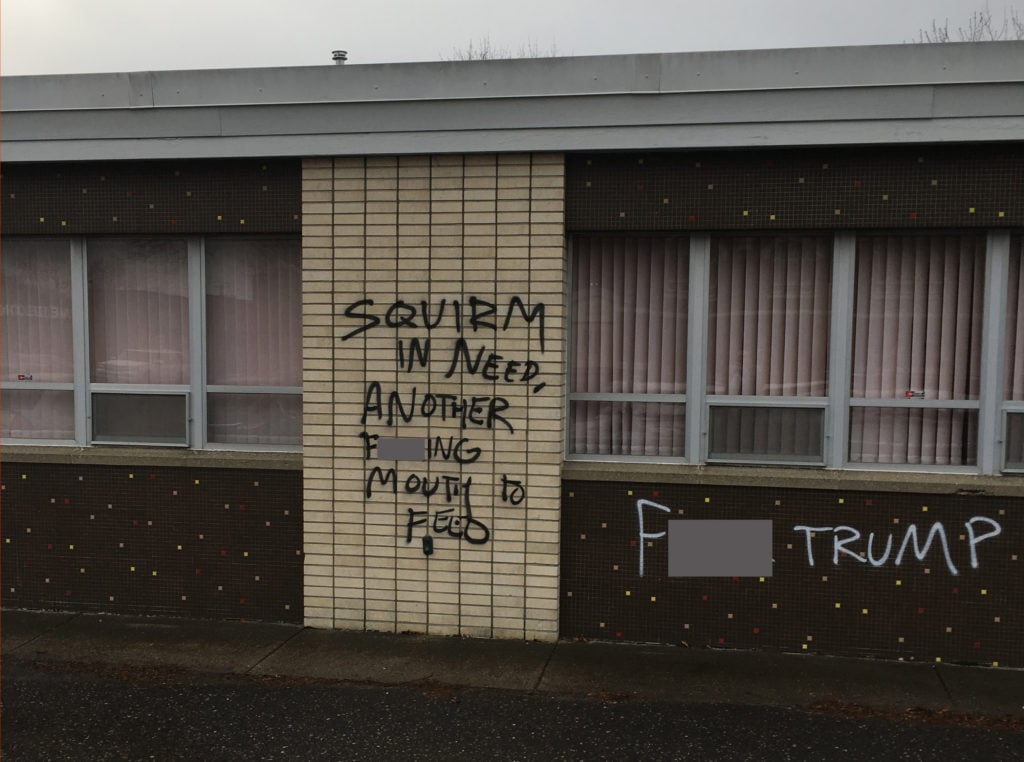 SQUIRM
IN NEED,
ANOTHER
F ING
MOUTH TO
FEED
F TRUMP